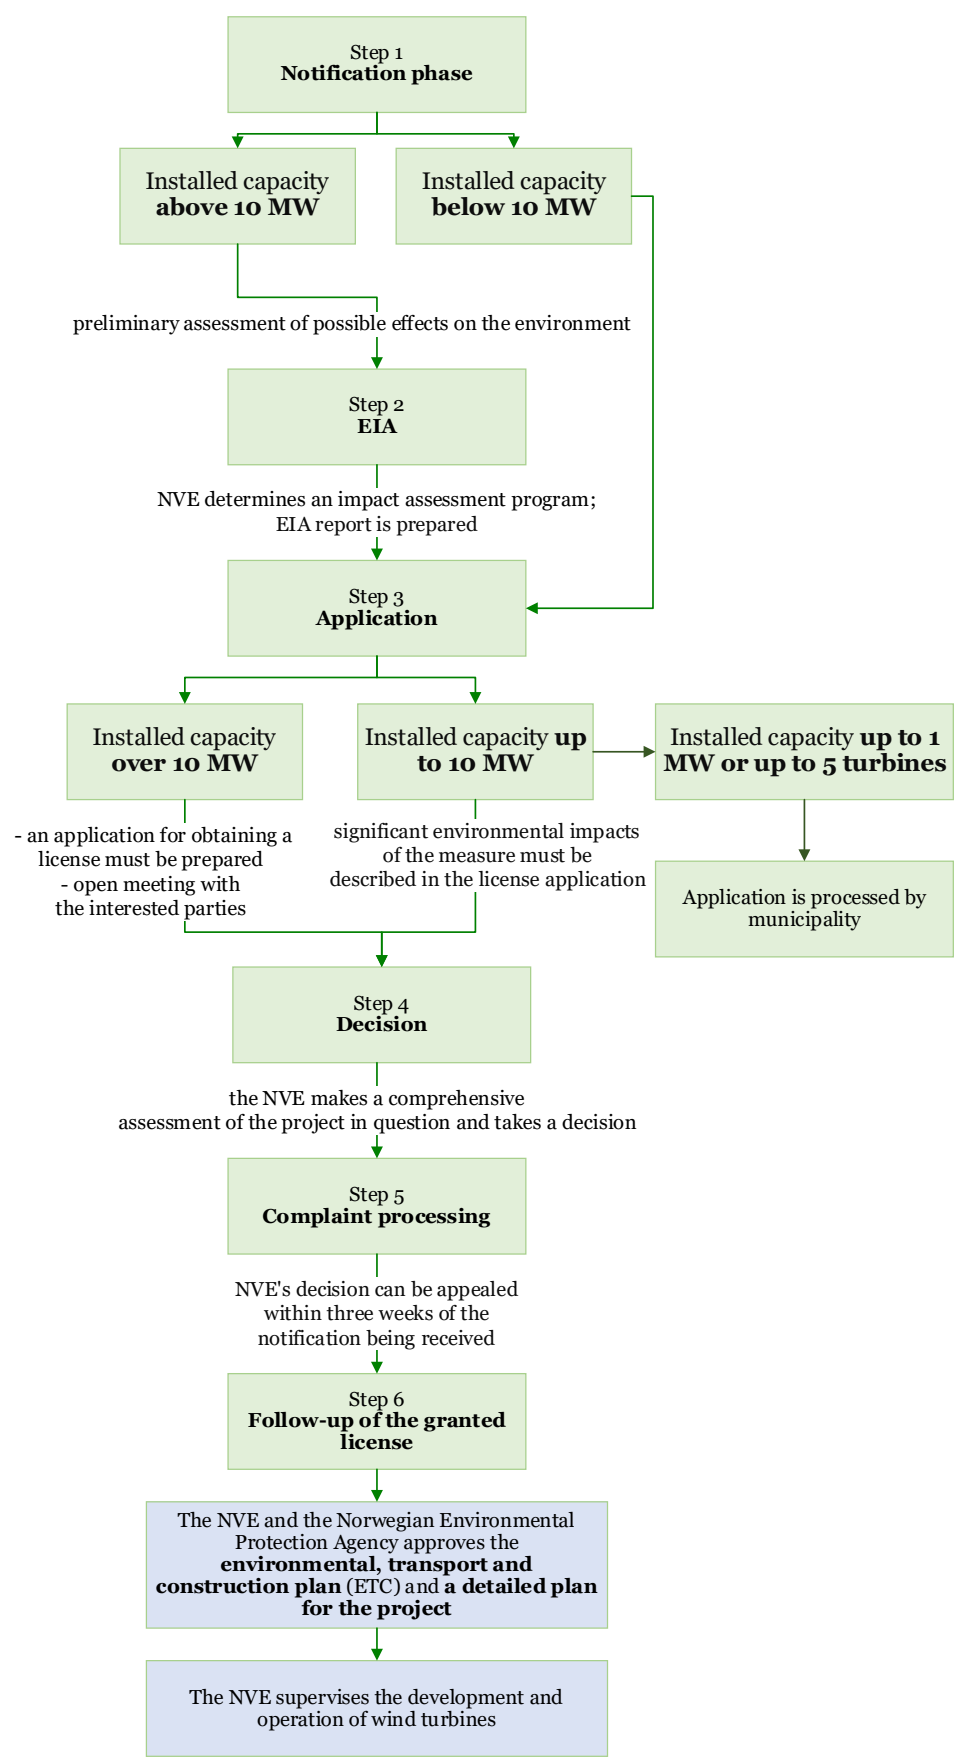 Step 1
Notification phase
Installed capacity
above 10 MW
Installed capacity
below 10 MW
preliminary assessment of possible effects on the environment
Step 2
EIA
NVE determines an impact assessment program;
EIA report is prepared
Step 3
Application
Installed capacity
over 10 MW
Installed capacity up
to 10 MW
Installed capacity up to 1
MW or up to 5 turbines
- an application for obtaining a
license must be prepared
- open meeting with
the interested parties
significant environmental impacts
of the measure must be
described in the license application
Application is processed by
municipality
Step 4
Decision
the NVE makes a comprehensive
assessment of the project in question and takes a decision
Step 5
Complaint processing
NVE's decision can be appealed
within three weeks of the
notification being received
Step 6
Follow-up of the granted
license
The NVE and the Norwegian Environmental
Protection Agency approves the
environmental, transport and
construction plan (ETC) and a detailed plan
for the project
The NVE supervises the development and
operation of wind turbines